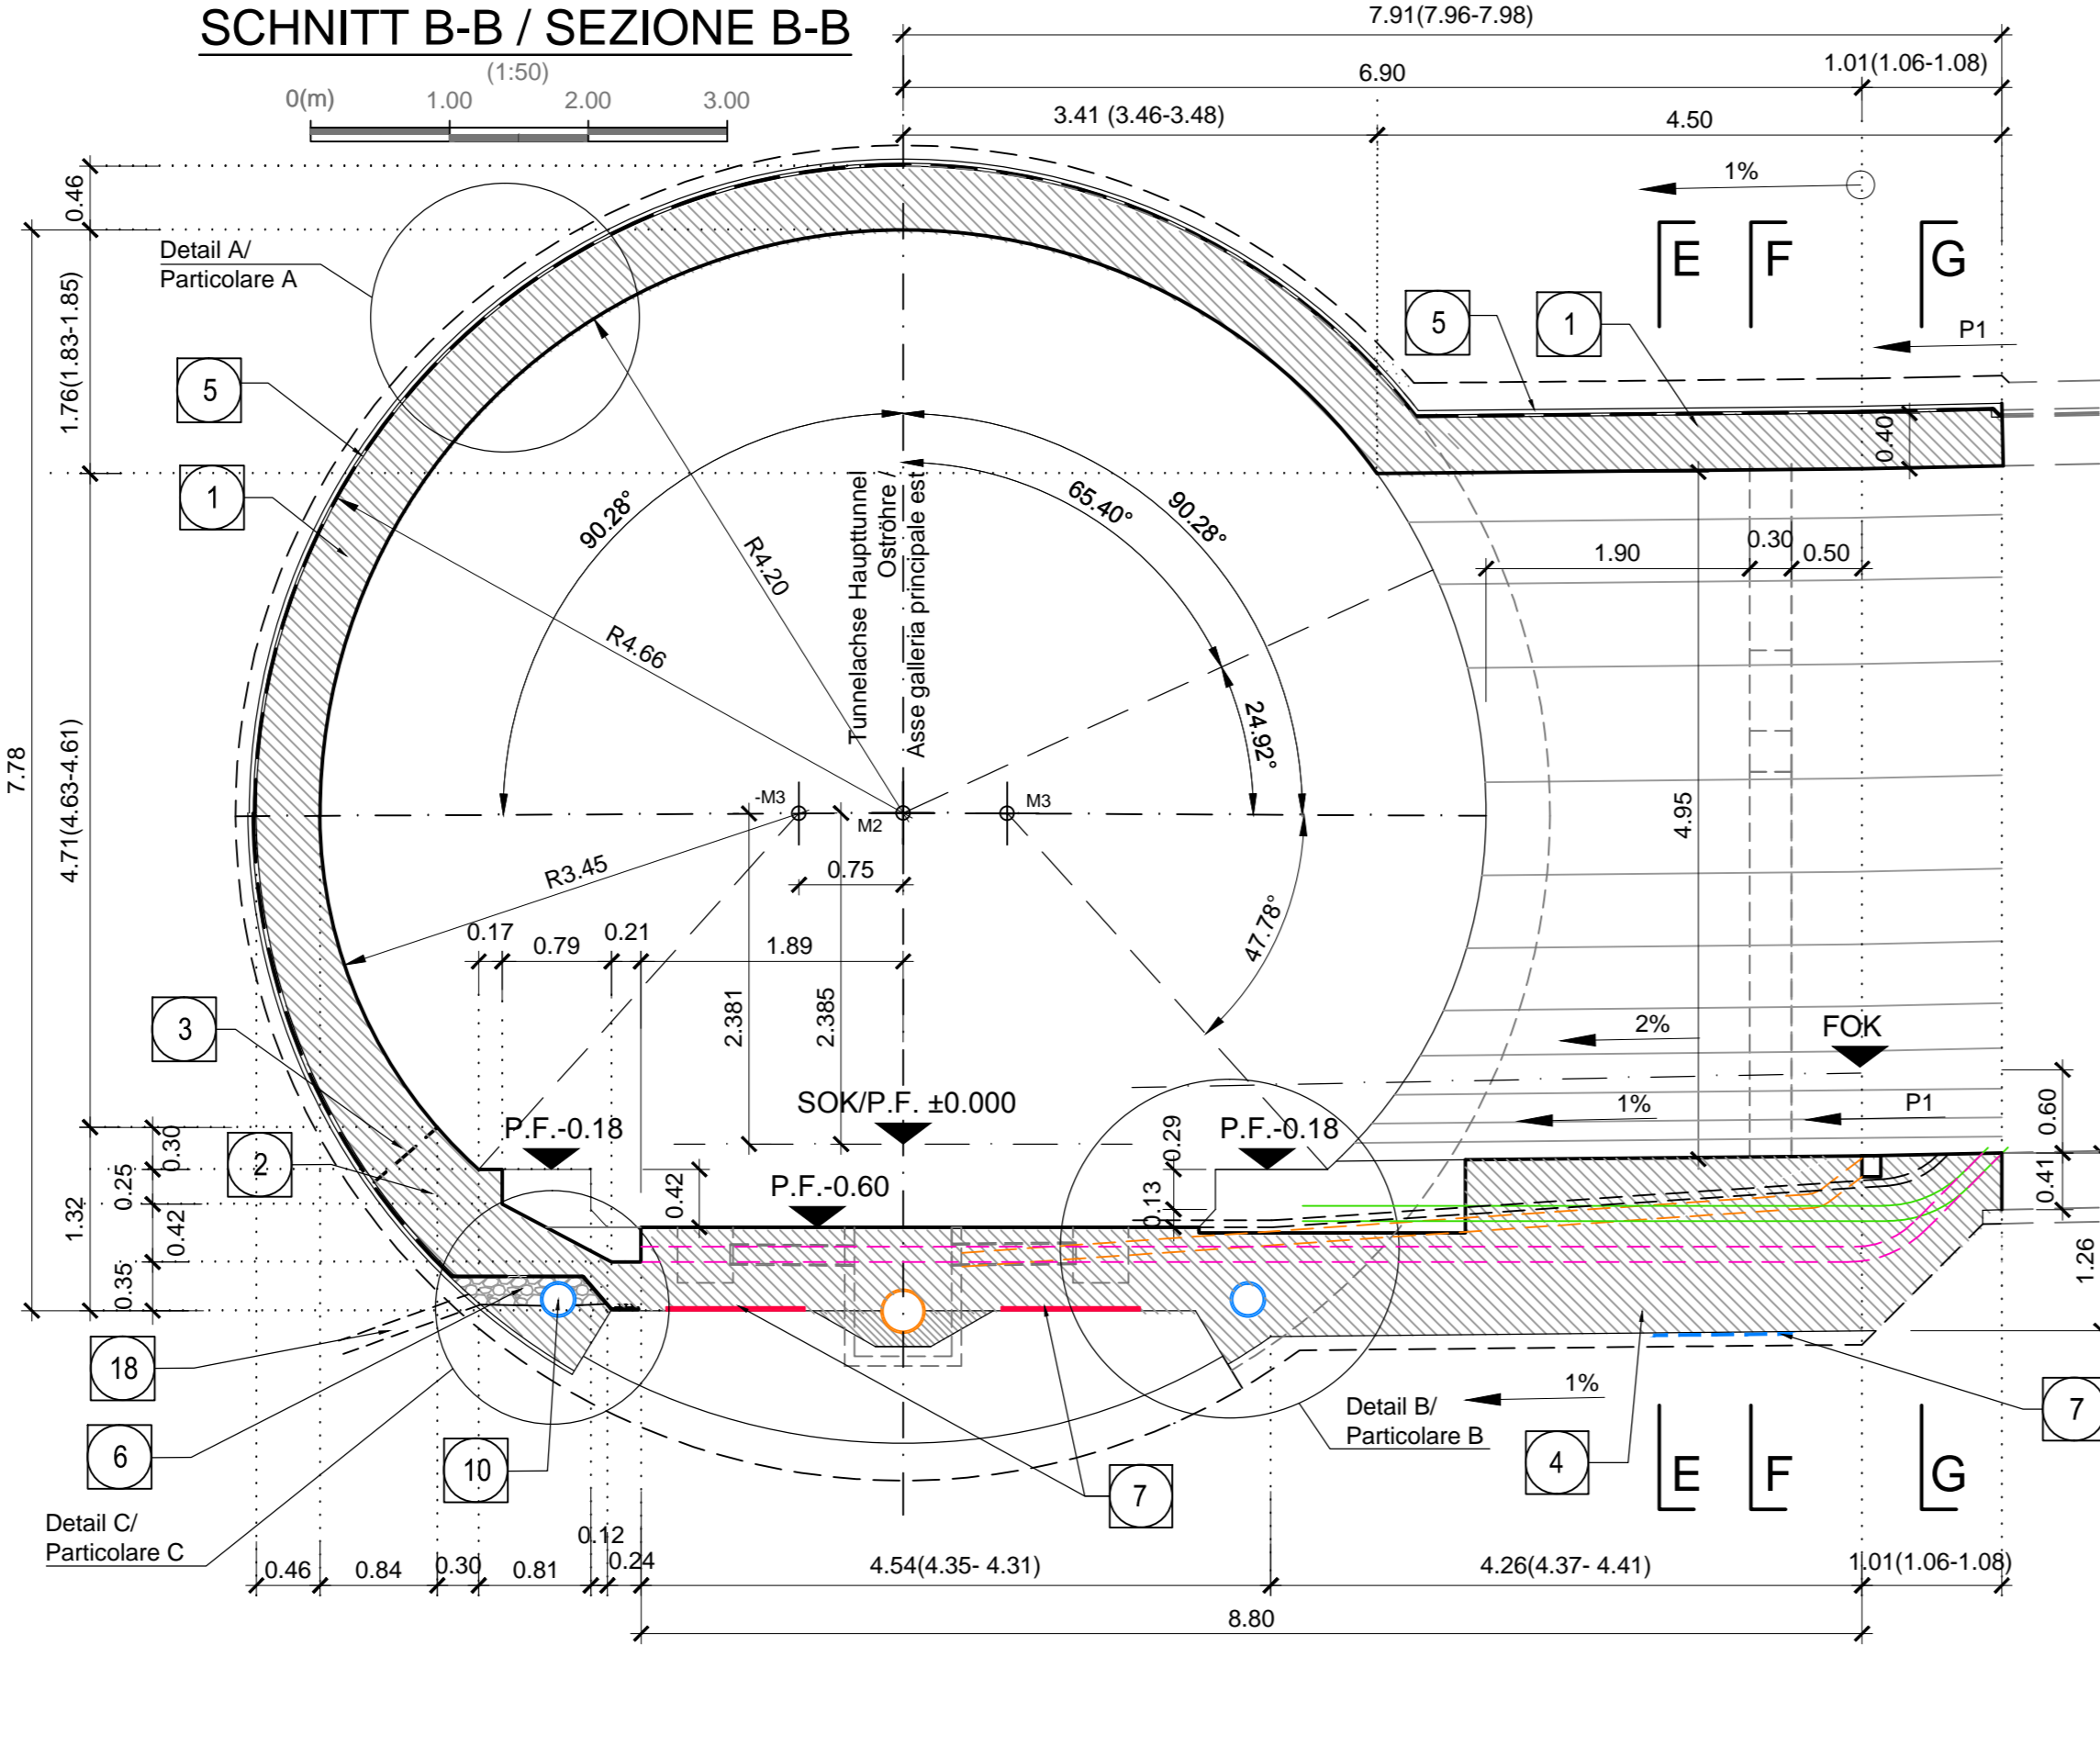 SCHNITT B-B / SEZIONE B-B
(1:50)
0(m) 1.00 2.00 3.00
7.91(7.96-7.98)
6.90
1.01(1.06-1.08)
3.41 (3.46-3.48)
4.50
1%
0.46
Detail A/
Particolare A
E F G
P1
5
1
5
1
7.78
1.76(1.83-1.85)
4.71(4.63-4.61)
0.40
90.28°
65.40°
90.28°
24.92°
47.78°
R4.20
R4.66
R3.45
Tunnelachse Haupttunnel /
Oströhre
Asse galleria principale est
1.90
0.30
0.50
4.95
-M3
M2
M3
0.75
0.17
0.79
0.21
1.89
2.381
2.385
2%
FOK
1%
P1
3
2
P.F.-0.18
SOK/P.F. ±0.000
P.F.-0.18
P.F.-0.60
0.42
0.29
0.13
0.60
0.41
1.26
1.32
0.30
0.25
0.42
0.35
18
6
10
7
4
7
Detail B/
Particolare B
1%
E F G
Detail C/
Particolare C
0.46
0.84
0.30
0.81
0.12
0.24
4.54(4.35- 4.31)
4.26(4.37- 4.41)
1.01(1.06-1.08)
8.80